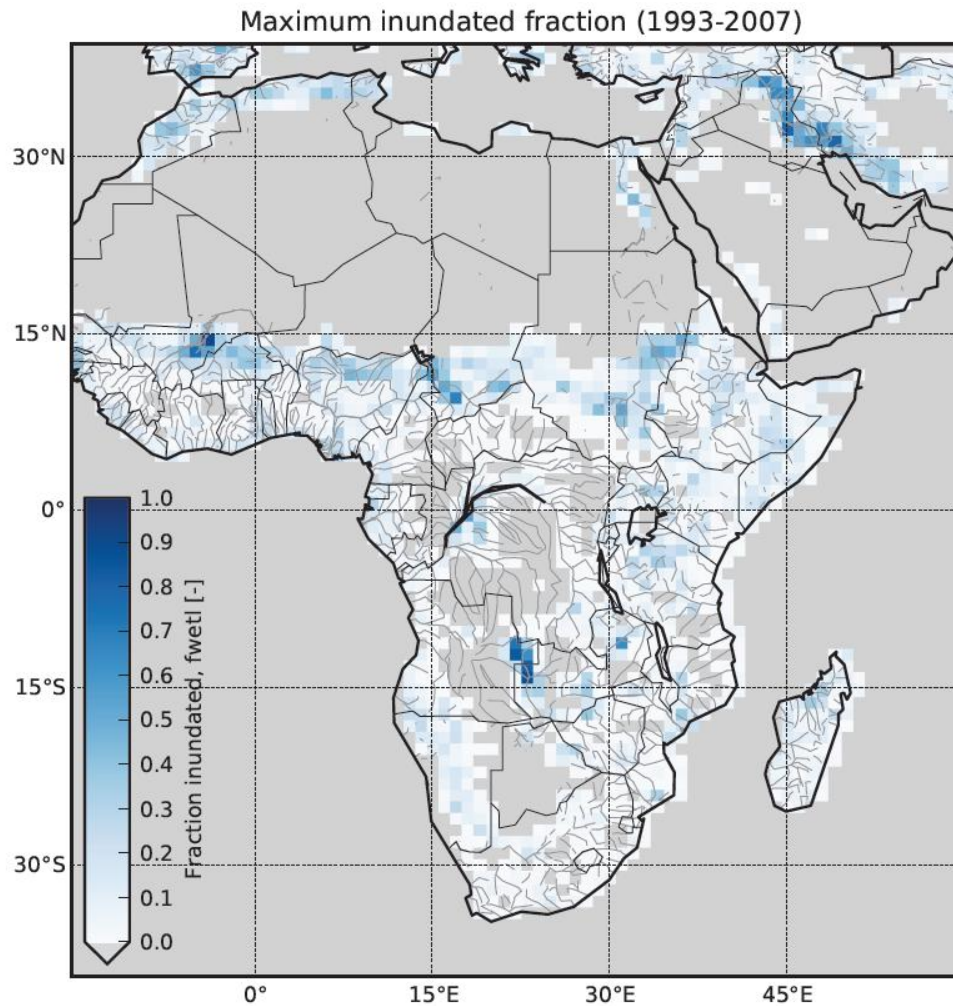 Maximum inundated fraction (1993-2007)
30°N
15°N
0°
15°S
30°S
1.0
0.9
0.8
0.7
0.6
0.5
0.4
0.3
0.2
0.1
0.0
Fraction inundated, fwetl [-]
0°
15°E
30°E
45°E